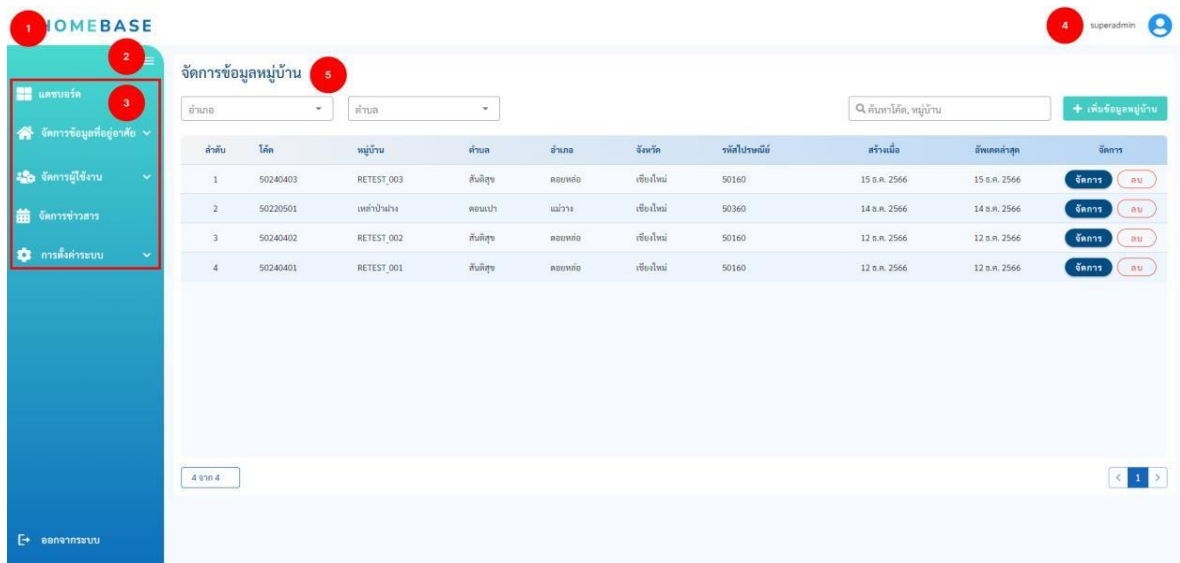 1 HOMEBASE
4 superadmin
2
3
แดชบอร์ด
จัดการข้อมูลที่อยู่อาศัย
จัดการผู้ใช้งาน
จัดการข่าวสาร
การตั้งค่าระบบ
ออกจากระบบ
จัดการข้อมูลหมู่บ้าน 5
อำเภอ ตำบล ค้นหาโค้ด, หมู่บ้าน + เพิ่มข้อมูลหมู่บ้าน
ลำดับ โค้ด หมู่บ้าน ตำบล อำเภอ จังหวัด รหัสไปรษณีย์ สร้างเมื่อ อัพเดตล่าสุด จัดการ
1 50240403 RETEST_003 สันติสุข ดอยหล่อ เชียงใหม่ 50160 15 ธ.ค. 2566 15 ธ.ค. 2566 จัดการ ลบ
2 50220501 เหล่าป่าฝาง ดอนเปา แม่วาง เชียงใหม่ 50360 14 ธ.ค. 2566 14 ธ.ค. 2566 จัดการ ลบ
3 50240402 RETEST_002 สันติสุข ดอยหล่อ เชียงใหม่ 50160 12 ธ.ค. 2566 12 ธ.ค. 2566 จัดการ ลบ
4 50240401 RETEST_001 สันติสุข ดอยหล่อ เชียงใหม่ 50160 12 ธ.ค. 2566 12 ธ.ค. 2566 จัดการ ลบ
4 จาก 4 < 1 >